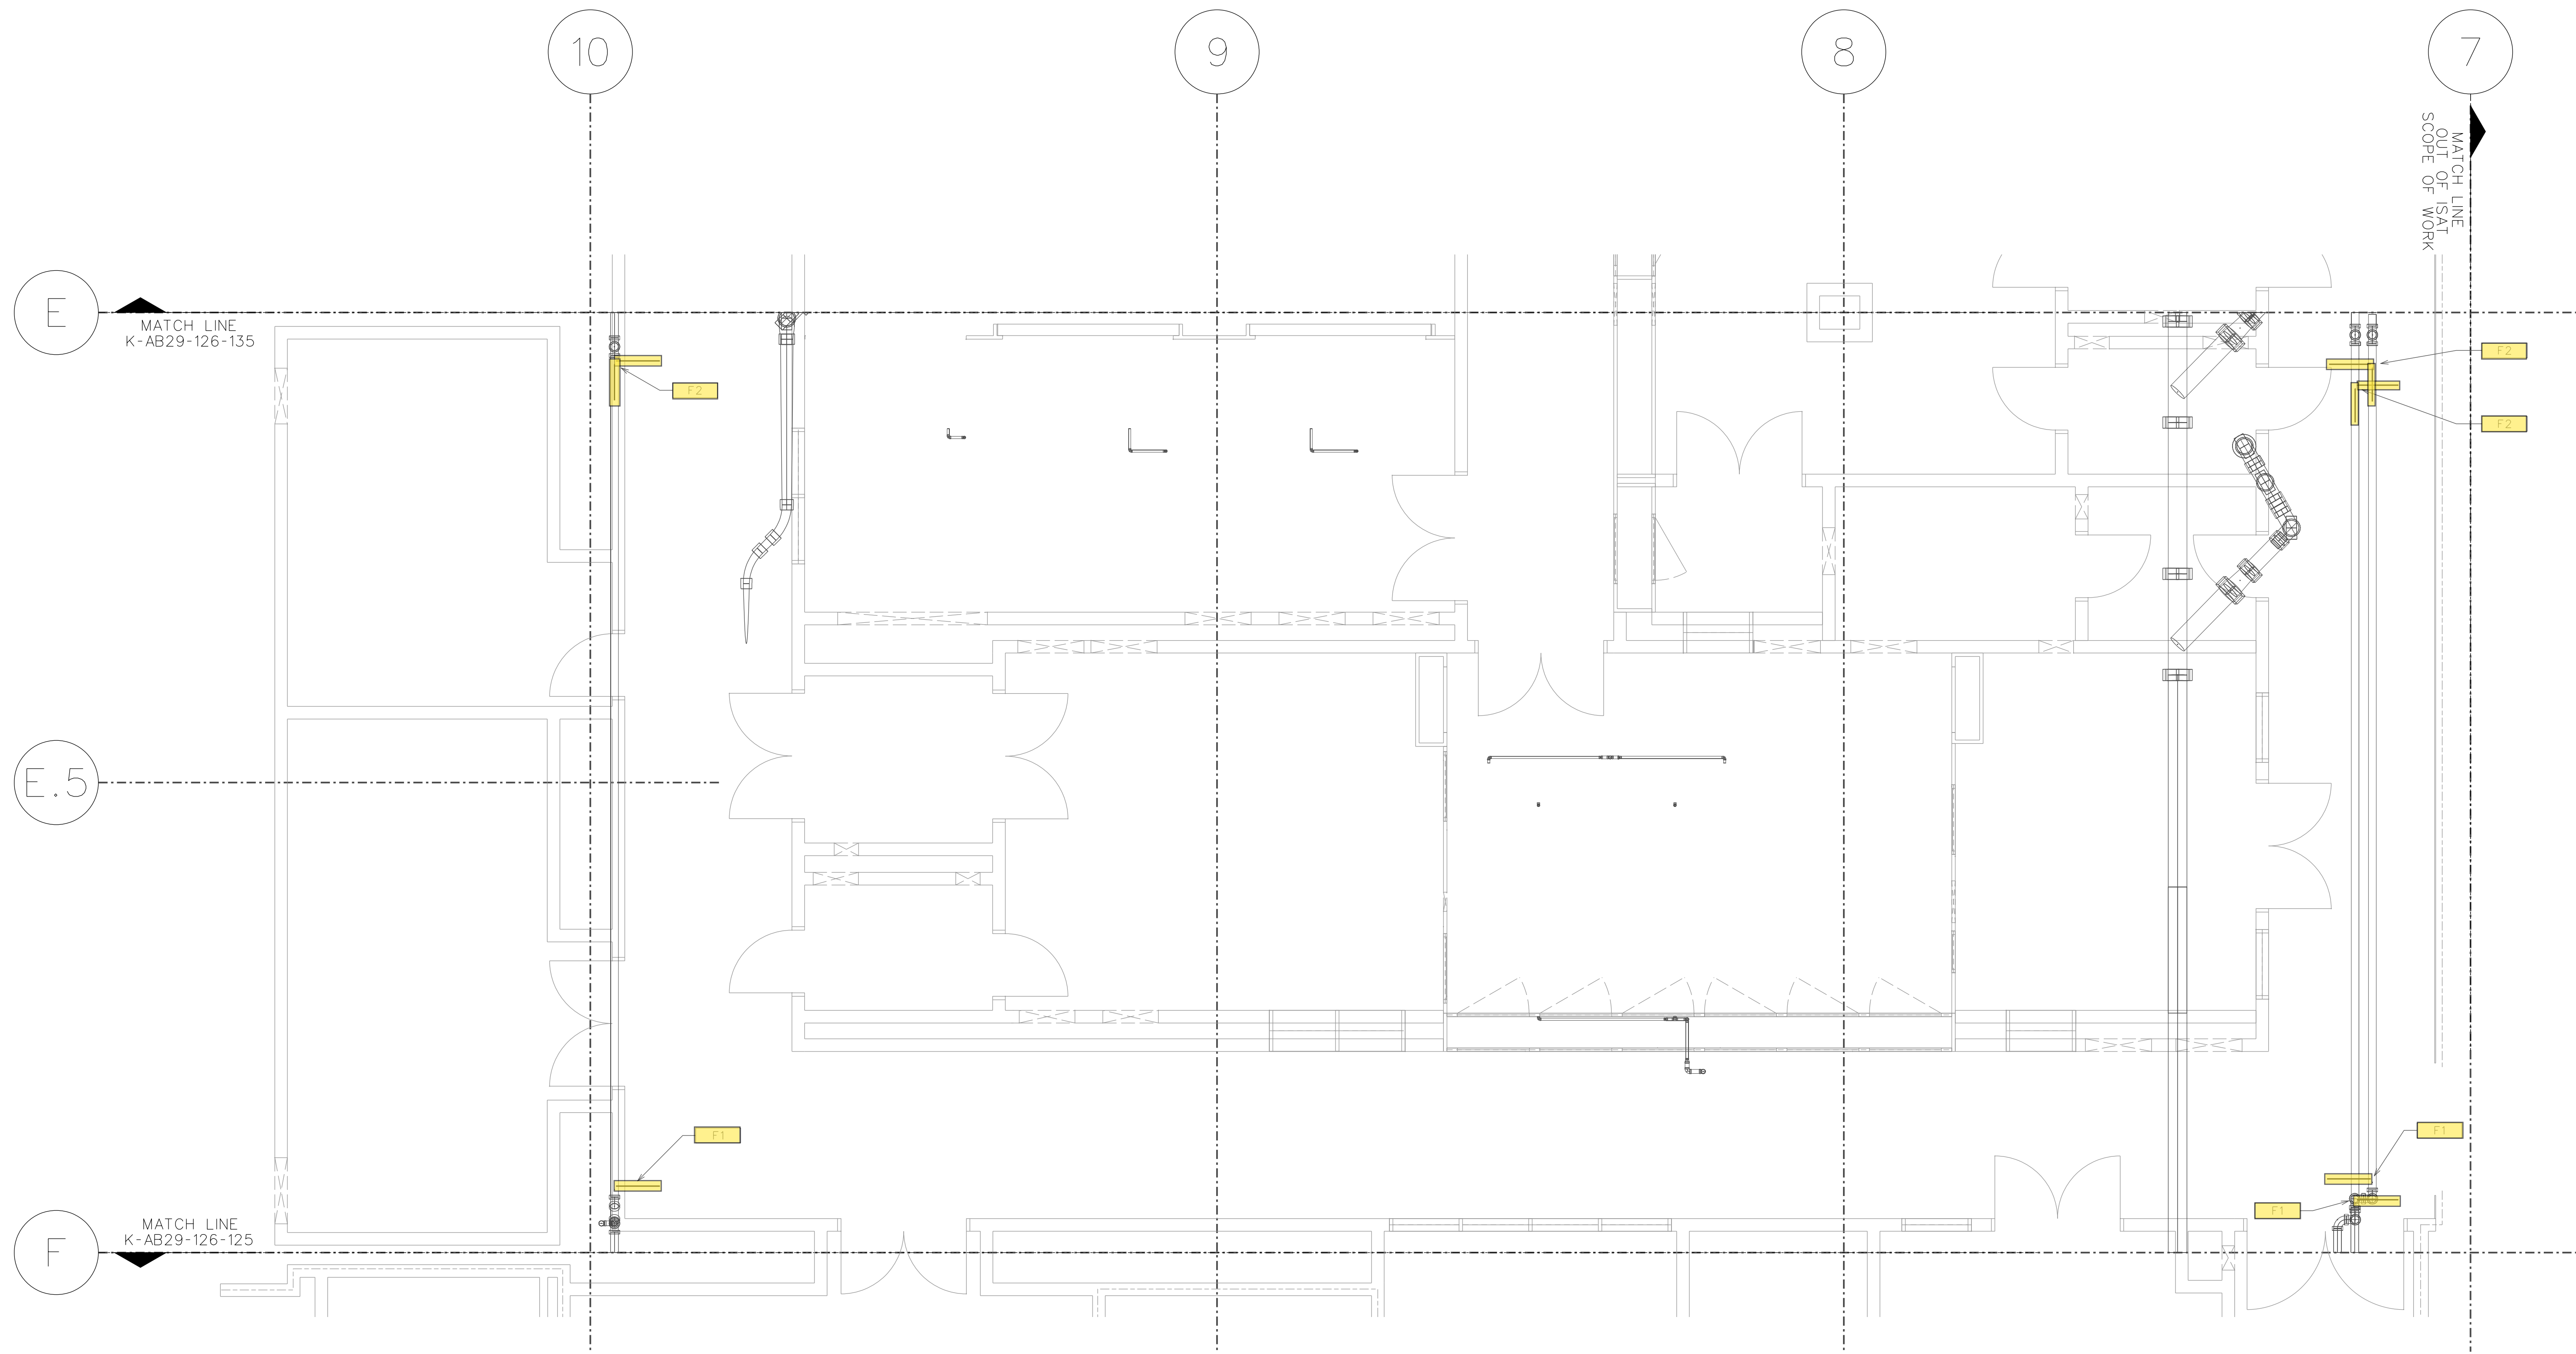 10
9
8
7
MATCH LINE
OUT OF ISAT
SCOPE OF WORK
E
MATCH LINE
K-AB29-126-135
F2
F2
F2
E.5
F1
F1
F1
F
MATCH LINE
K-AB29-126-125